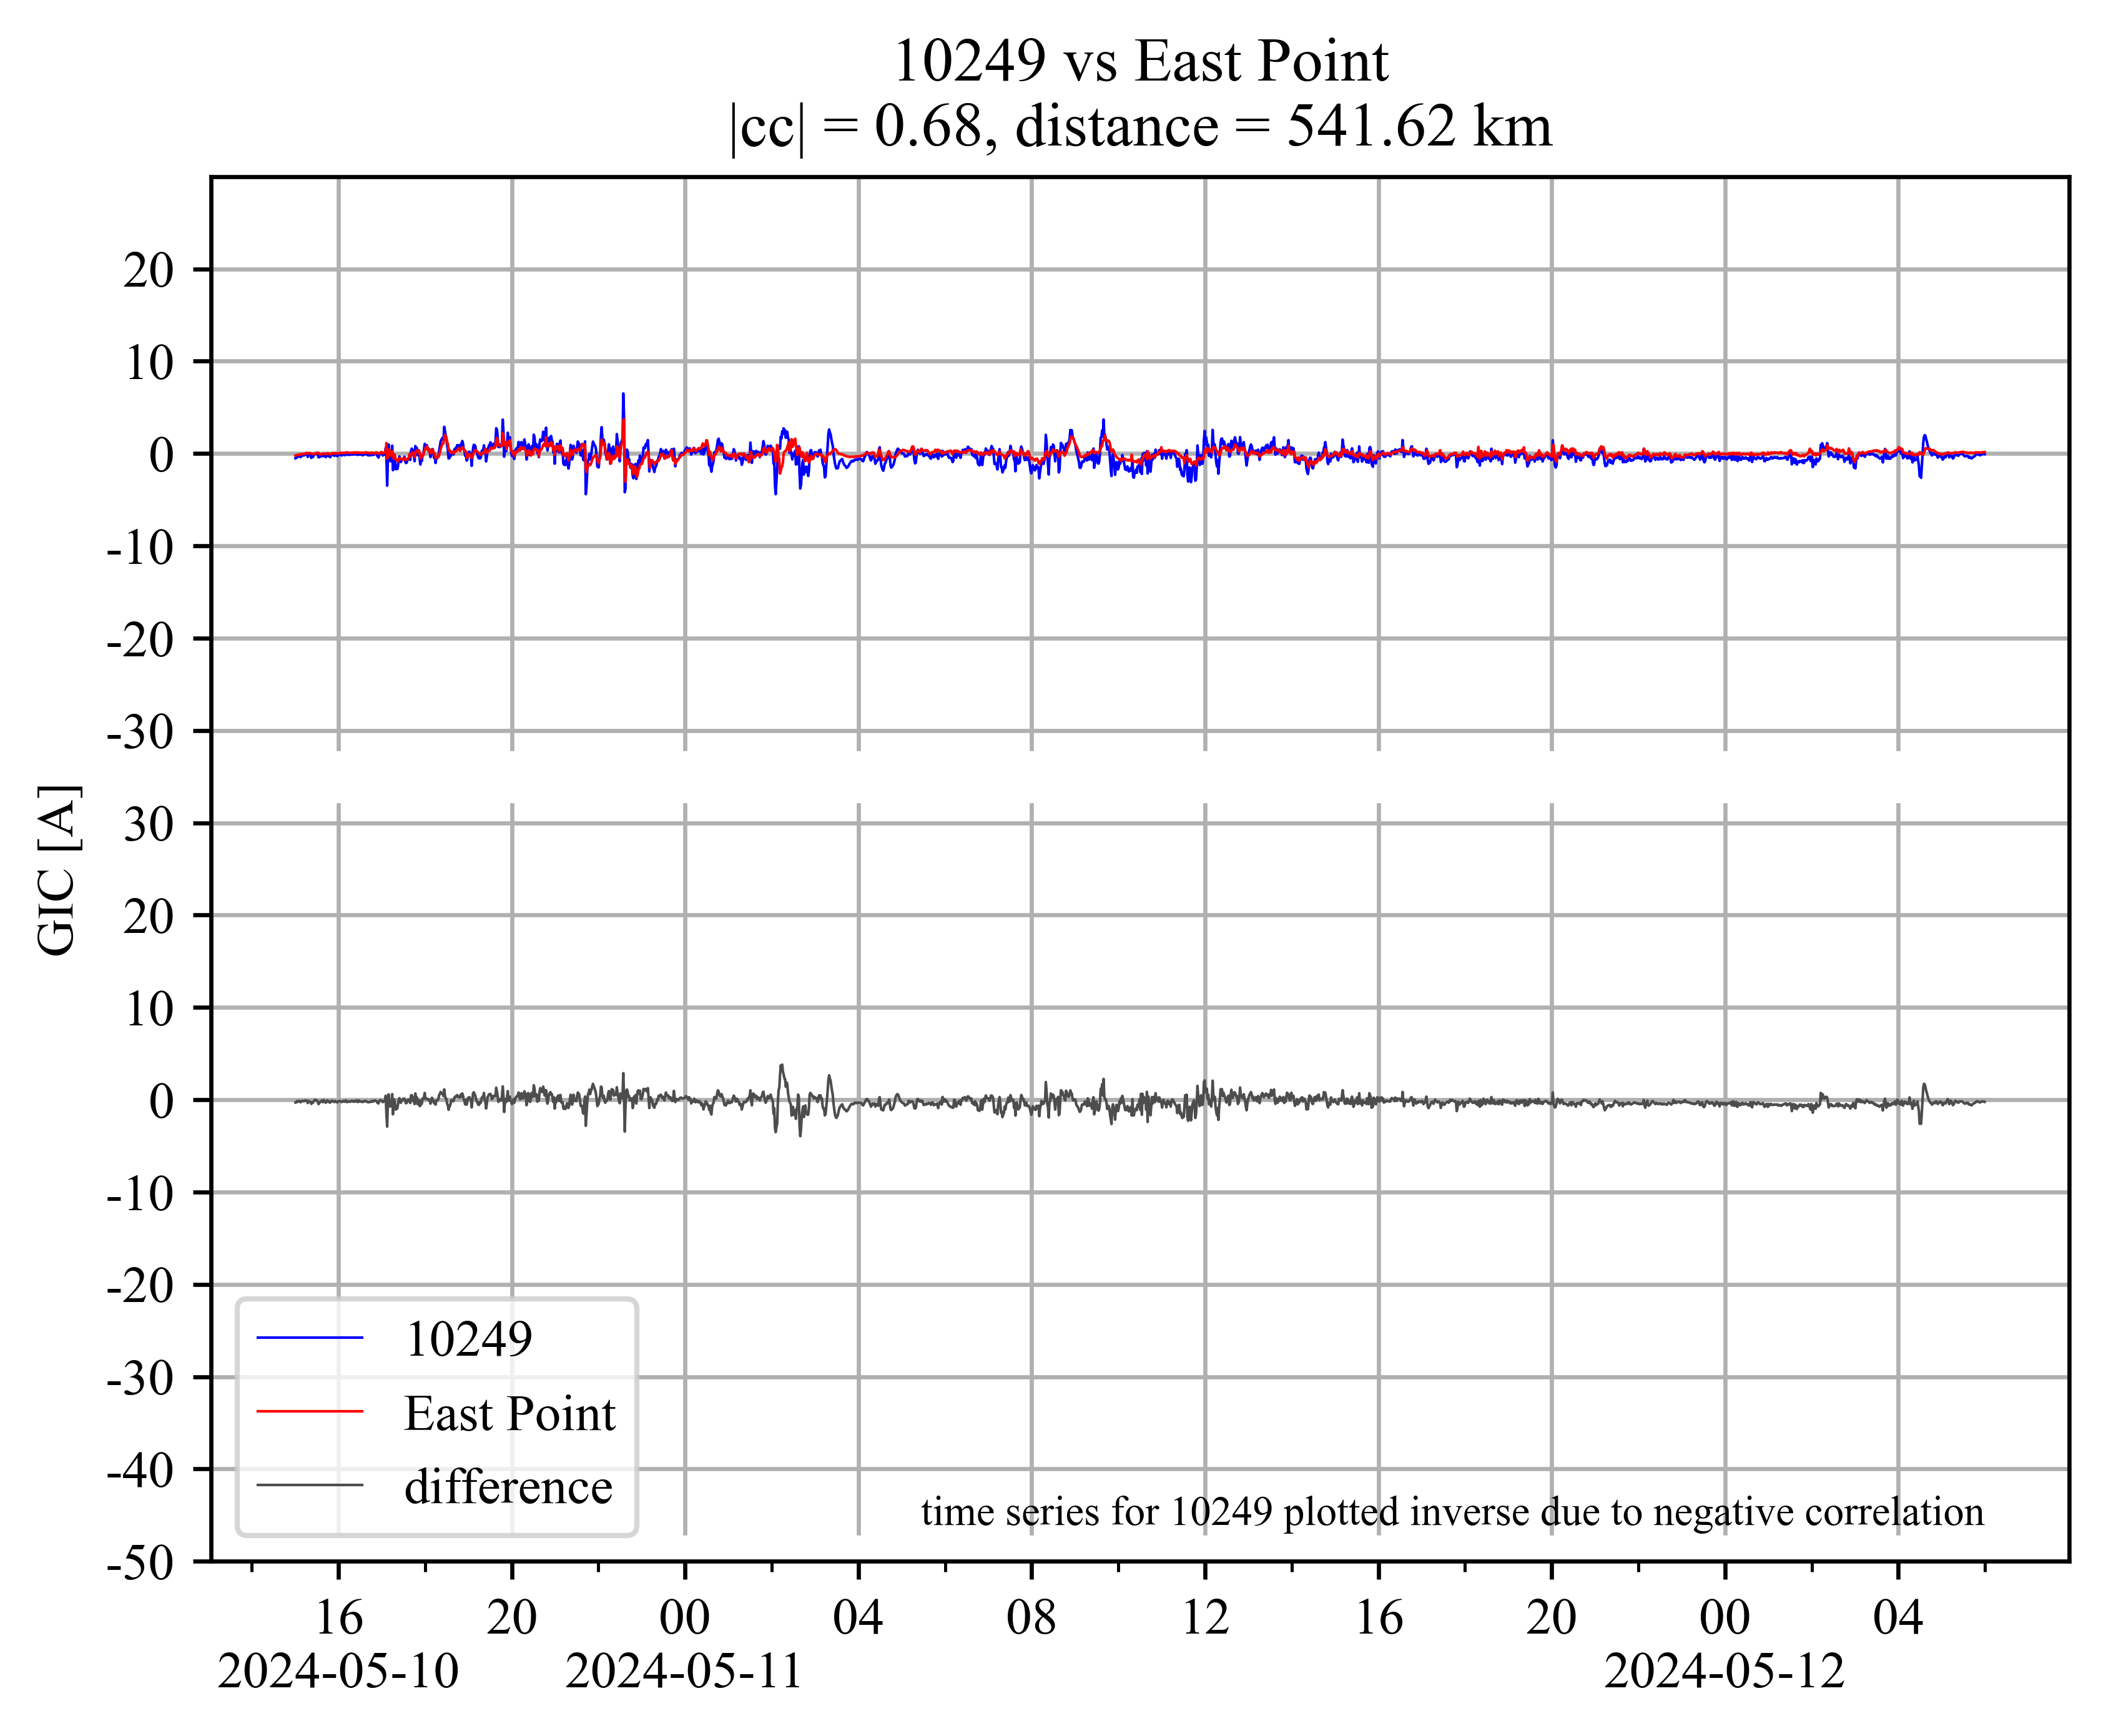 10249 vs East Point
|cc| = 0.68, distance = 541.62 km
20
10
0
-10
-20
-30
30
20
10
0
-10
-20
-30
-40
-50
GIC [A]
10249
East Point
difference
time series for 10249 plotted inverse due to negative correlation
16 20 00 04 08 12 16 20 00 04
2024-05-10 2024-05-11 2024-05-12